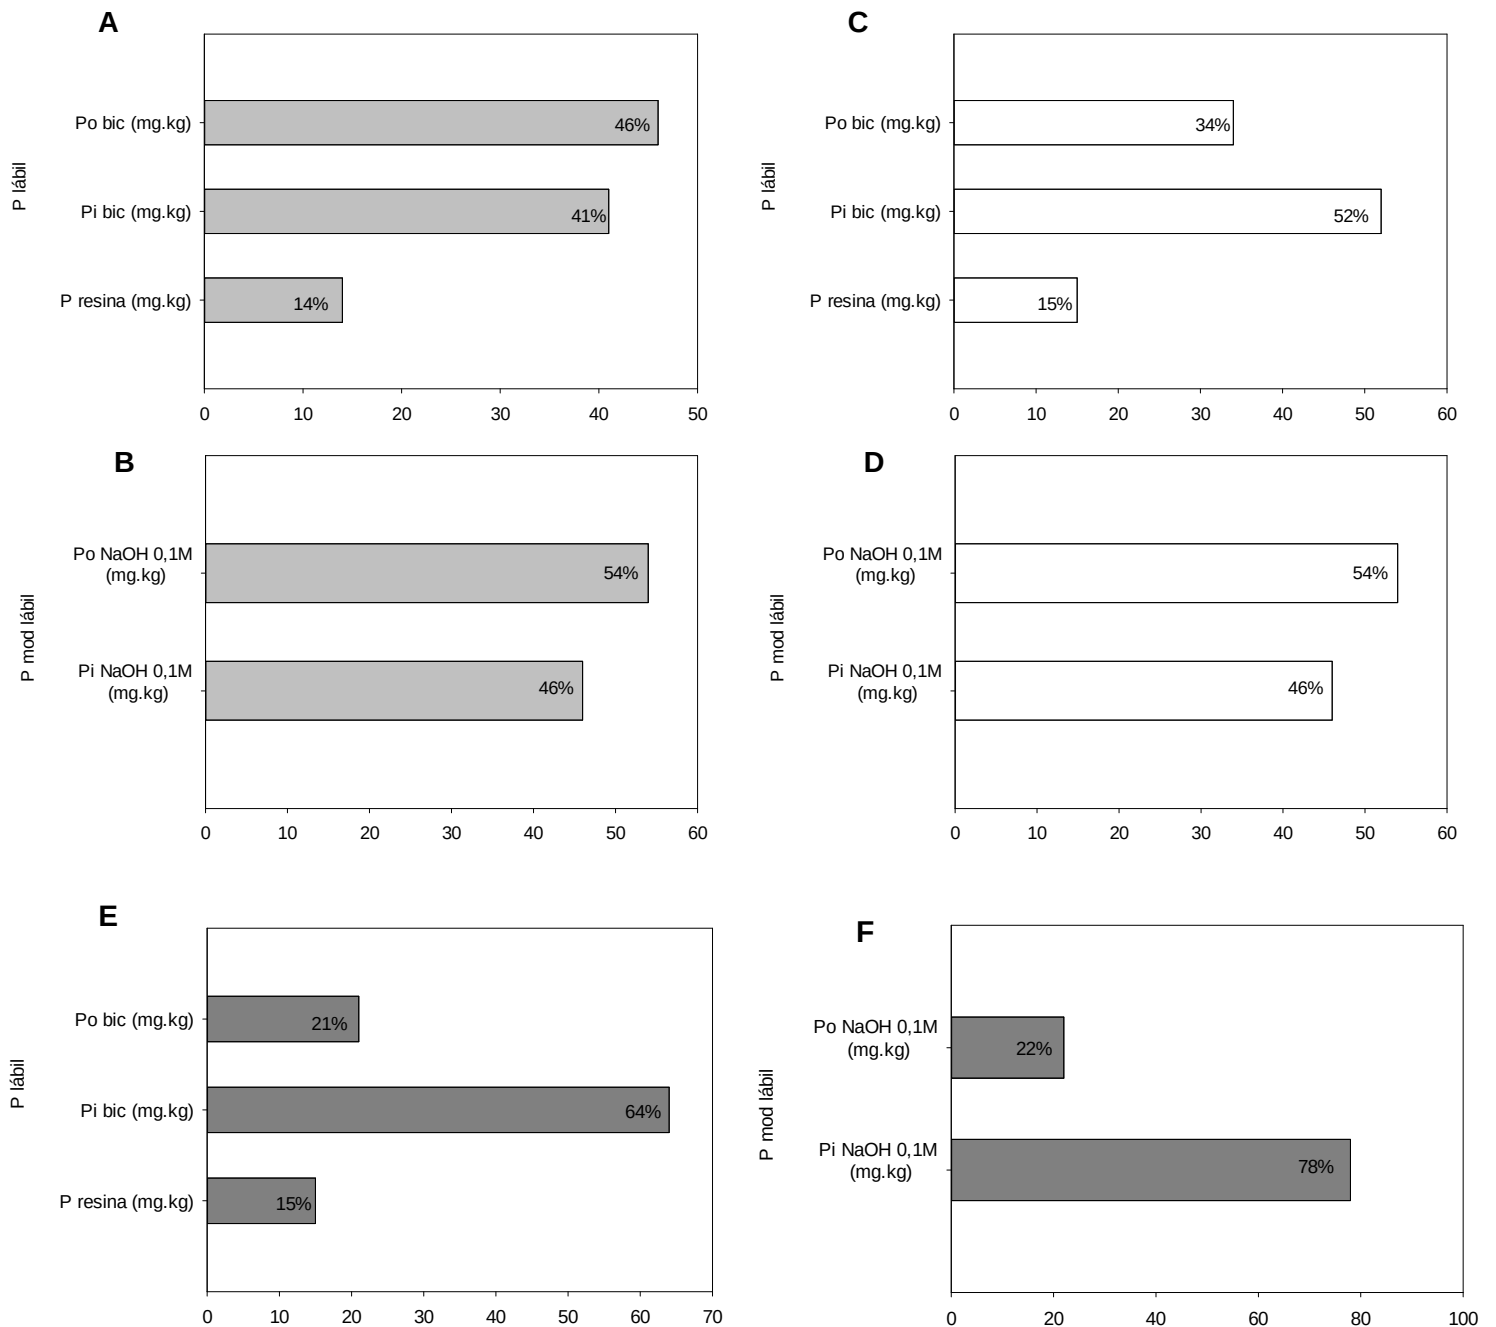 A
P lábil
Po bic (mg.kg)
46%
Pi bic (mg.kg)
41%
P resina (mg.kg)
14%
0 10 20 30 40 50
C
P lábil
Po bic (mg.kg)
34%
Pi bic (mg.kg)
52%
P resina (mg.kg)
15%
0 10 20 30 40 50 60
B
P mod lábil
Po NaOH 0,1M
(mg.kg)
54%
Pi NaOH 0,1M
(mg.kg)
46%
0 10 20 30 40 50 60
D
P mod lábil
Po NaOH 0,1M
(mg.kg)
54%
Pi NaOH 0,1M
(mg.kg)
46%
0 10 20 30 40 50 60
E
P lábil
Po bic (mg.kg)
21%
Pi bic (mg.kg)
64%
P resina (mg.kg)
15%
0 10 20 30 40 50 60 70
F
P mod lábil
Po NaOH 0,1M
(mg.kg)
22%
Pi NaOH 0,1M
(mg.kg)
78%
0 20 40 60 80 100